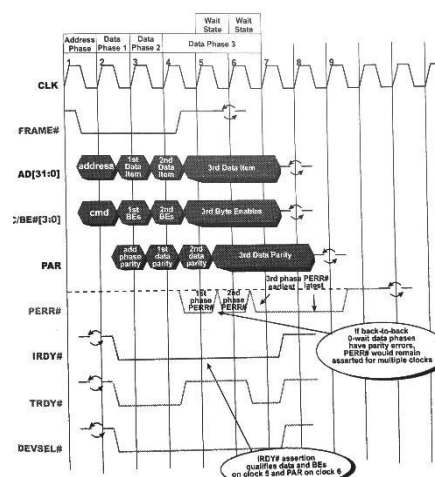 Wait State
Wait State
Address Phase
Data Phase 1
Data Phase 2
Data Phase 3
1 2 3 4 5 6 7 8 9
CLK
FRAME#
AD[31:0]
address
1st Data Item
2nd Data Item
3rd Data Item
C/BE#[3:0]
cmd
1st BEs
2nd BEs
3rd Byte Enables
PAR
add phase parity
1st data parity
2nd data parity
3rd Data Parity
PERR#
1st phase PERR#
2nd phase PERR#
3rd phase earliest
PERR# latest
If back-to-back
0-wait data phases
have parity errors,
PERR# would remain
asserted for multiple clocks
IRDY#
TRDY#
DEVSEL#
IRDY# assertion
qualifies data and BEs
on clock 5 and PAR on clock 6